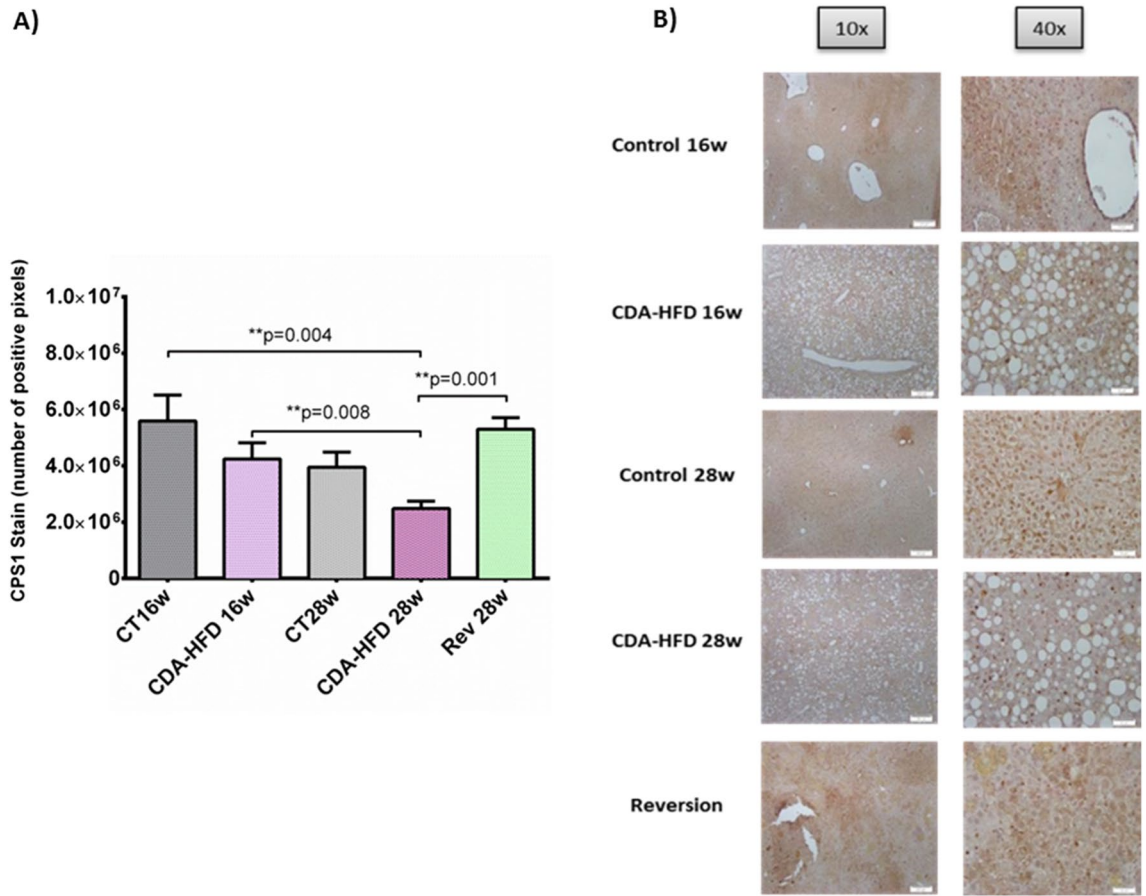 A)
CPS1 Stain (number of positive pixels)
1.0×10⁷
8.0×10⁶
6.0×10⁶
4.0×10⁶
2.0×10⁶
0
**p=0.004
**p=0.001
**p=0.008
CT16w
CDA-HFD 16w
CT28w
CDA-HFD 28w
Rev 28w
B)
10x
40x
Control 16w
CDA-HFD 16w
Control 28w
CDA-HFD 28w
Reversion